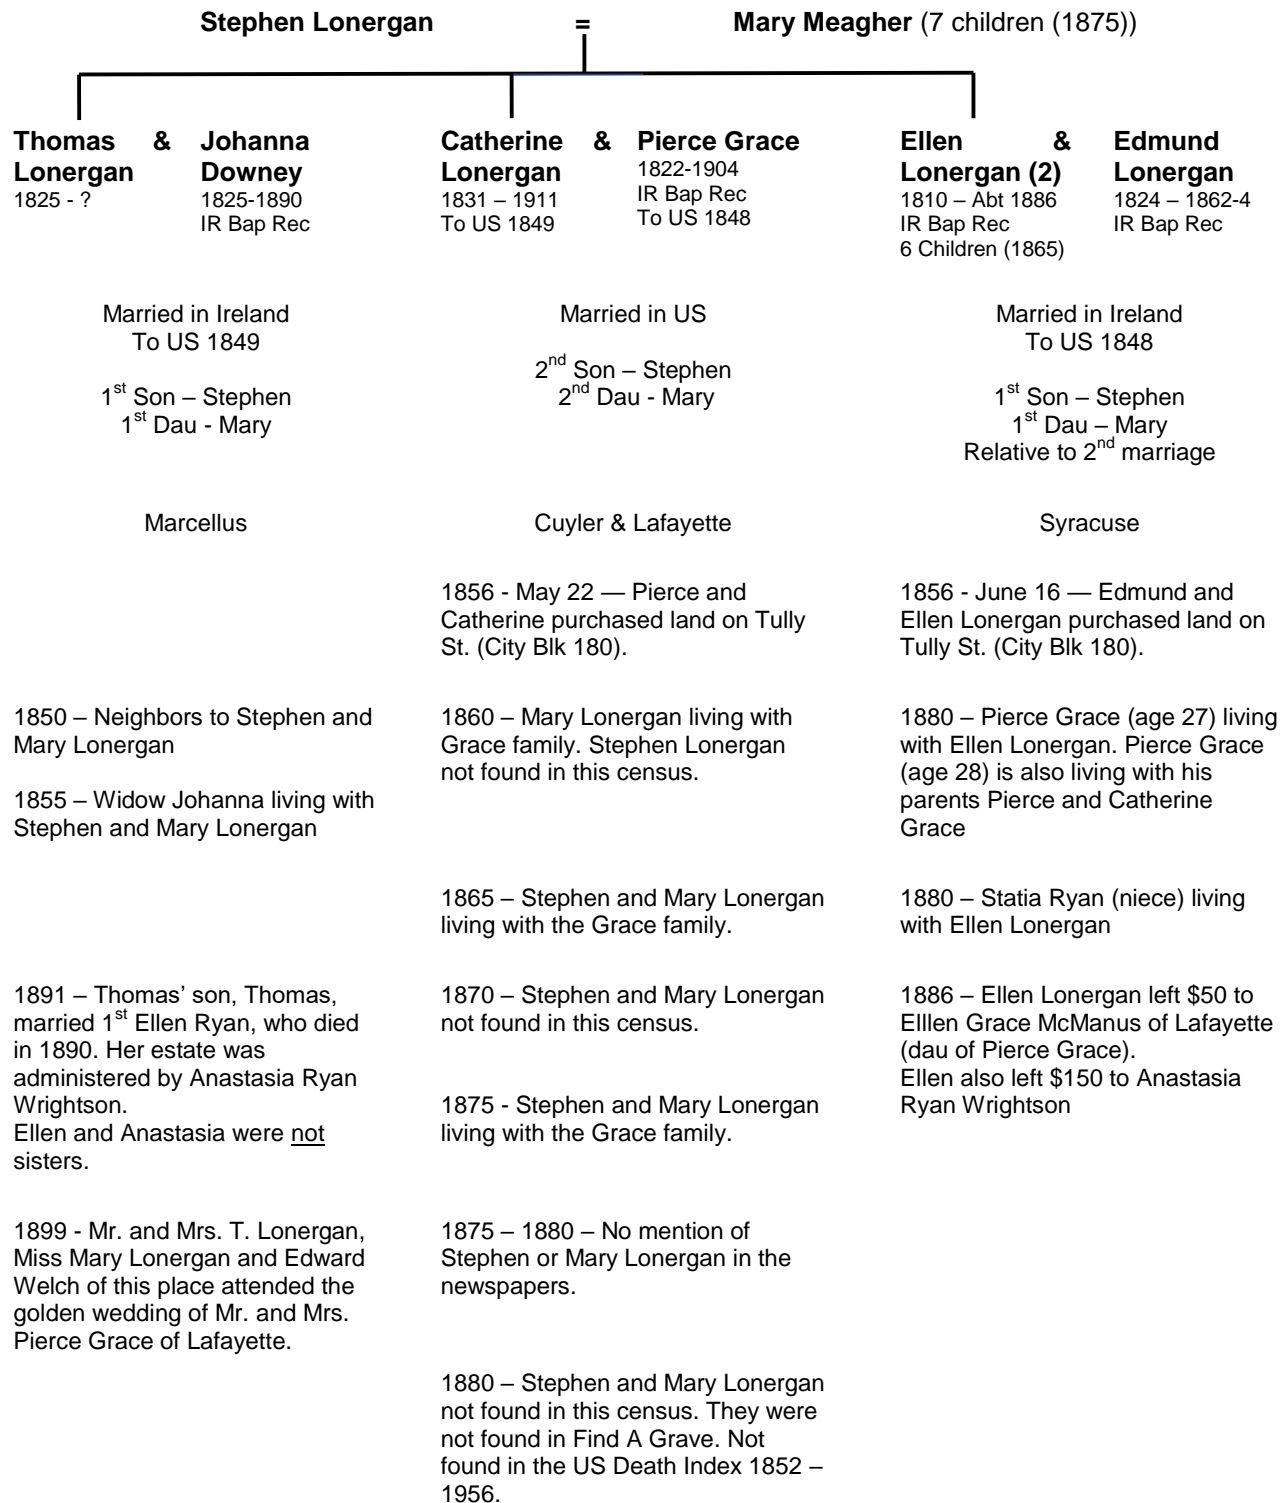 Stephen Lonergan = Mary Meagher (7 children (1875))
Thomas & Johanna
Lonergan Downey
1825 - ? 1825-1890
IR Bap Rec
Married in Ireland
To US 1849
1st Son – Stephen
1st Dau - Mary
Marcellus
1850 – Neighbors to Stephen and
Mary Lonergan
1855 – Widow Johanna living with
Stephen and Mary Lonergan
1891 – Thomas’ son, Thomas,
married 1st Ellen Ryan, who died
in 1890. Her estate was
administered by Anastasia Ryan
Wrightson.
Ellen and Anastasia were not
sisters.
1899 - Mr. and Mrs. T. Lonergan,
Miss Mary Lonergan and Edward
Welch of this place attended the
golden wedding of Mr. and Mrs.
Pierce Grace of Lafayette.
Catherine & Pierce Grace
Lonergan 1822-1904
1831 – 1911 IR Bap Rec
To US 1849 To US 1848
Married in US
2nd Son – Stephen
2nd Dau - Mary
Cuyler & Lafayette
1856 - May 22 — Pierce and
Catherine purchased land on Tully
St. (City Blk 180).
1860 – Mary Lonergan living with
Grace family. Stephen Lonergan
not found in this census.
1865 – Stephen and Mary Lonergan
living with the Grace family.
1870 – Stephen and Mary Lonergan
not found in this census.
1875 - Stephen and Mary Lonergan
living with the Grace family.
1875 – 1880 – No mention of
Stephen or Mary Lonergan in the
newspapers.
1880 – Stephen and Mary Lonergan
not found in this census. They were
not found in Find A Grave. Not
found in the US Death Index 1852 –
1956.
Ellen & Edmund
Lonergan (2) Lonergan
1810 – Abt 1886 1824 – 1862-4
IR Bap Rec IR Bap Rec
6 Children (1865)
Married in Ireland
To US 1848
1st Son – Stephen
1st Dau – Mary
Relative to 2nd marriage
Syracuse
1856 - June 16 — Edmund and
Ellen Lonergan purchased land on
Tully St. (City Blk 180).
1880 – Pierce Grace (age 27) living
with Ellen Lonergan. Pierce Grace
(age 28) is also living with his
parents Pierce and Catherine
Grace
1880 – Statia Ryan (niece) living
with Ellen Lonergan
1886 – Ellen Lonergan left $50 to
Elllen Grace McManus of Lafayette
(dau of Pierce Grace).
Ellen also left $150 to Anastasia
Ryan Wrightson